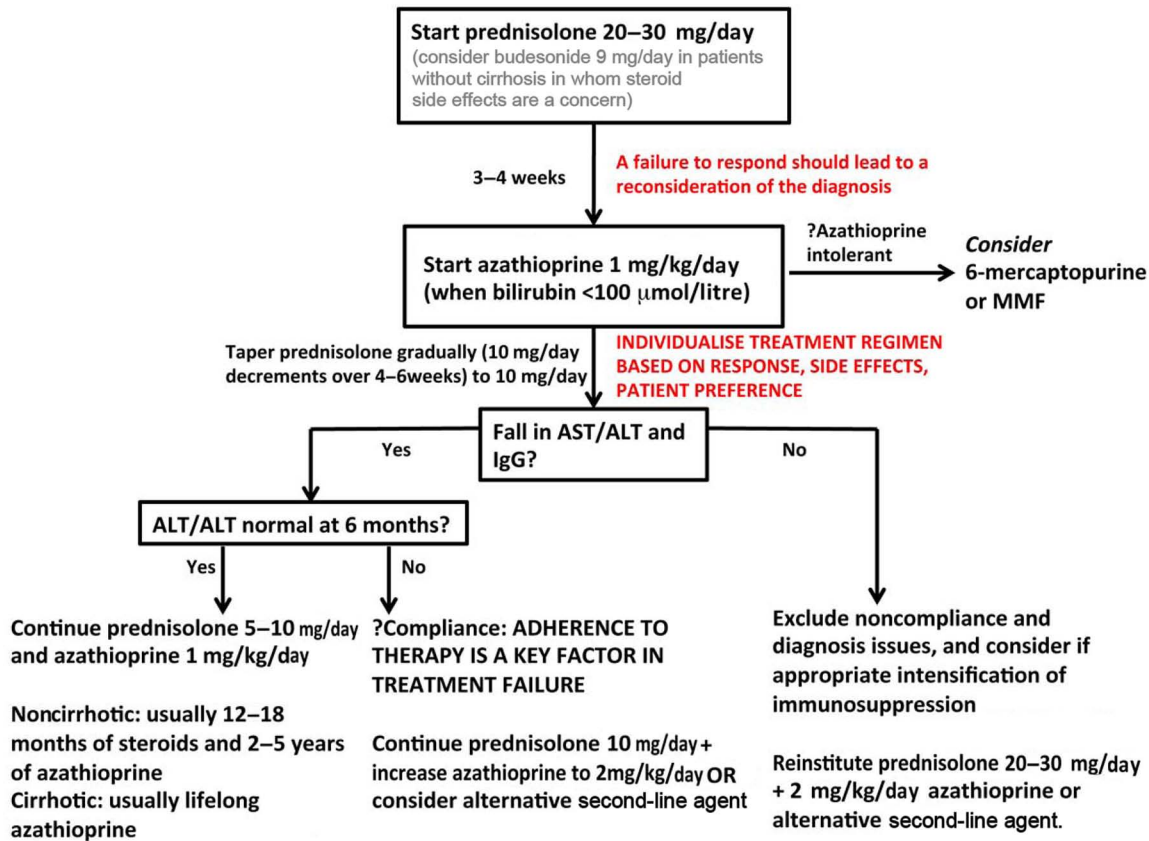 Start prednisolone 20–30 mg/day
(consider budesonide 9 mg/day in patients
without cirrhosis in whom steroid
side effects are a concern)
3–4 weeks
A failure to respond should lead to a
reconsideration of the diagnosis
Start azathioprine 1 mg/kg/day
(when bilirubin <100 μmol/litre)
?Azathioprine
intolerant
Consider
6-mercaptopurine
or MMF
Taper prednisolone gradually (10 mg/day
decrements over 4–6weeks) to 10 mg/day
INDIVIDUALISE TREATMENT REGIMEN
BASED ON RESPONSE, SIDE EFFECTS,
PATIENT PREFERENCE
Fall in AST/ALT and
IgG?
Yes
No
ALT/ALT normal at 6 months?
Yes
No
Continue prednisolone 5–10 mg/day
and azathioprine 1 mg/kg/day
Noncirrhotic: usually 12–18
months of steroids and 2–5 years
of azathioprine
Cirrhotic: usually lifelong
azathioprine
?Compliance: ADHERENCE TO
THERAPY IS A KEY FACTOR IN
TREATMENT FAILURE
Continue prednisolone 10 mg/day +
increase azathioprine to 2mg/kg/day OR
consider alternative second-line agent
Exclude noncompliance and
diagnosis issues, and consider if
appropriate intensification of
immunosuppression
Reinstitute prednisolone 20–30 mg/day
+ 2 mg/kg/day azathioprine or
alternative second-line agent.